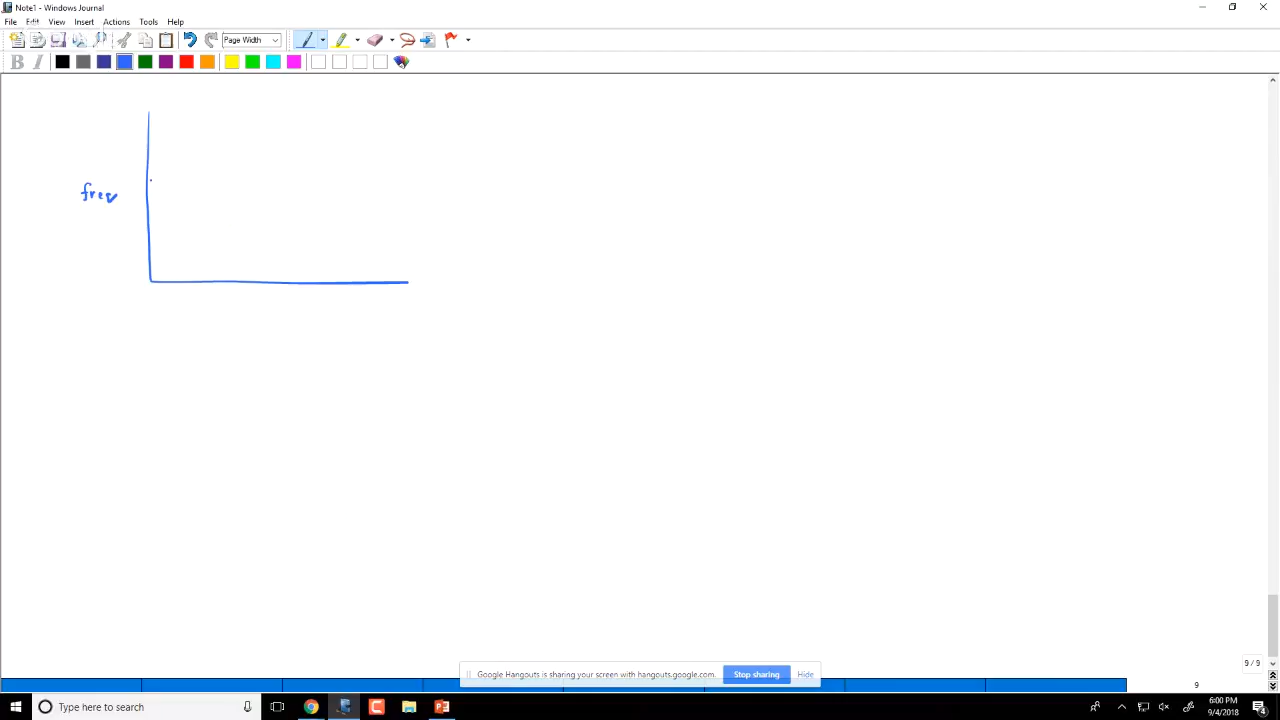 Note1 - Windows Journal
File Edit View Insert Actions Tools Help
Page Width
B I
freq
9 / 9
Google Hangouts is sharing your screen with hangouts.google.com.
Stop sharing
Hide
9
Type here to search
6:00 PM
9/4/2018
4